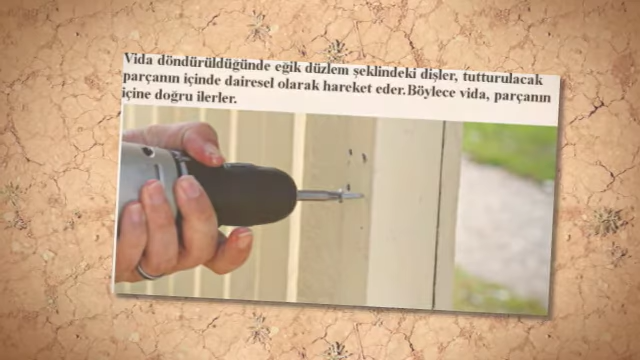 Vida döndürüldüğünde eğik düzlem şeklindeki dişler, tutturulacak
parçanın içinde dairesel olarak hareket eder.Böylece vida, parçanın
içine doğru ilerler.